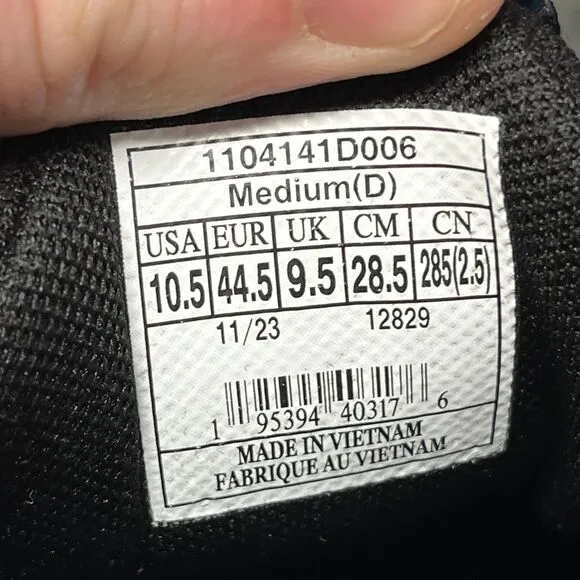 1104141D006
Medium(D)
USA EUR UK CM CN
10.5 44.5 9.5 28.5 285(2.5)
11/23 12829
1 95394 40317 6
MADE IN VIETNAM
FABRIQUE AU VIETNAM